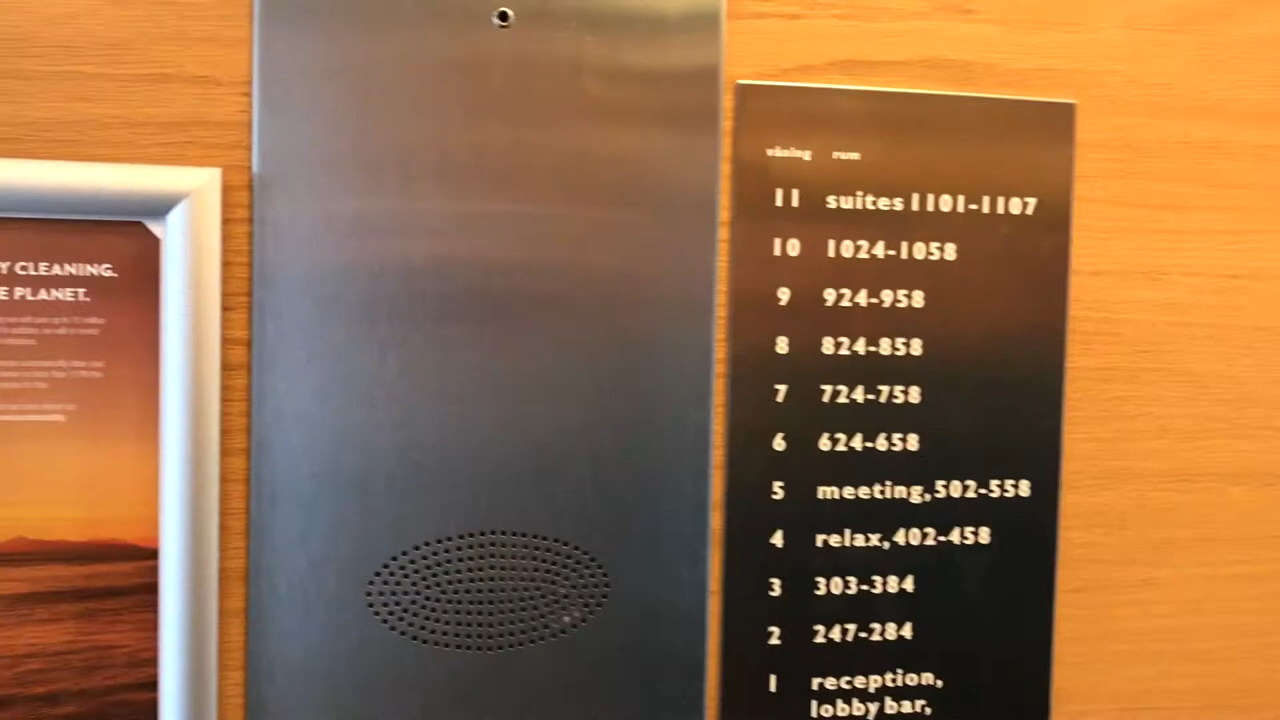 Y CLEANING.
E PLANET.
våning rum
11 suites 1101-1107
10 1024-1058
9 924-958
8 824-858
7 724-758
6 624-658
5 meeting, 502-558
4 relax, 402-458
3 303-384
2 247-284
1 reception,
lobby bar,